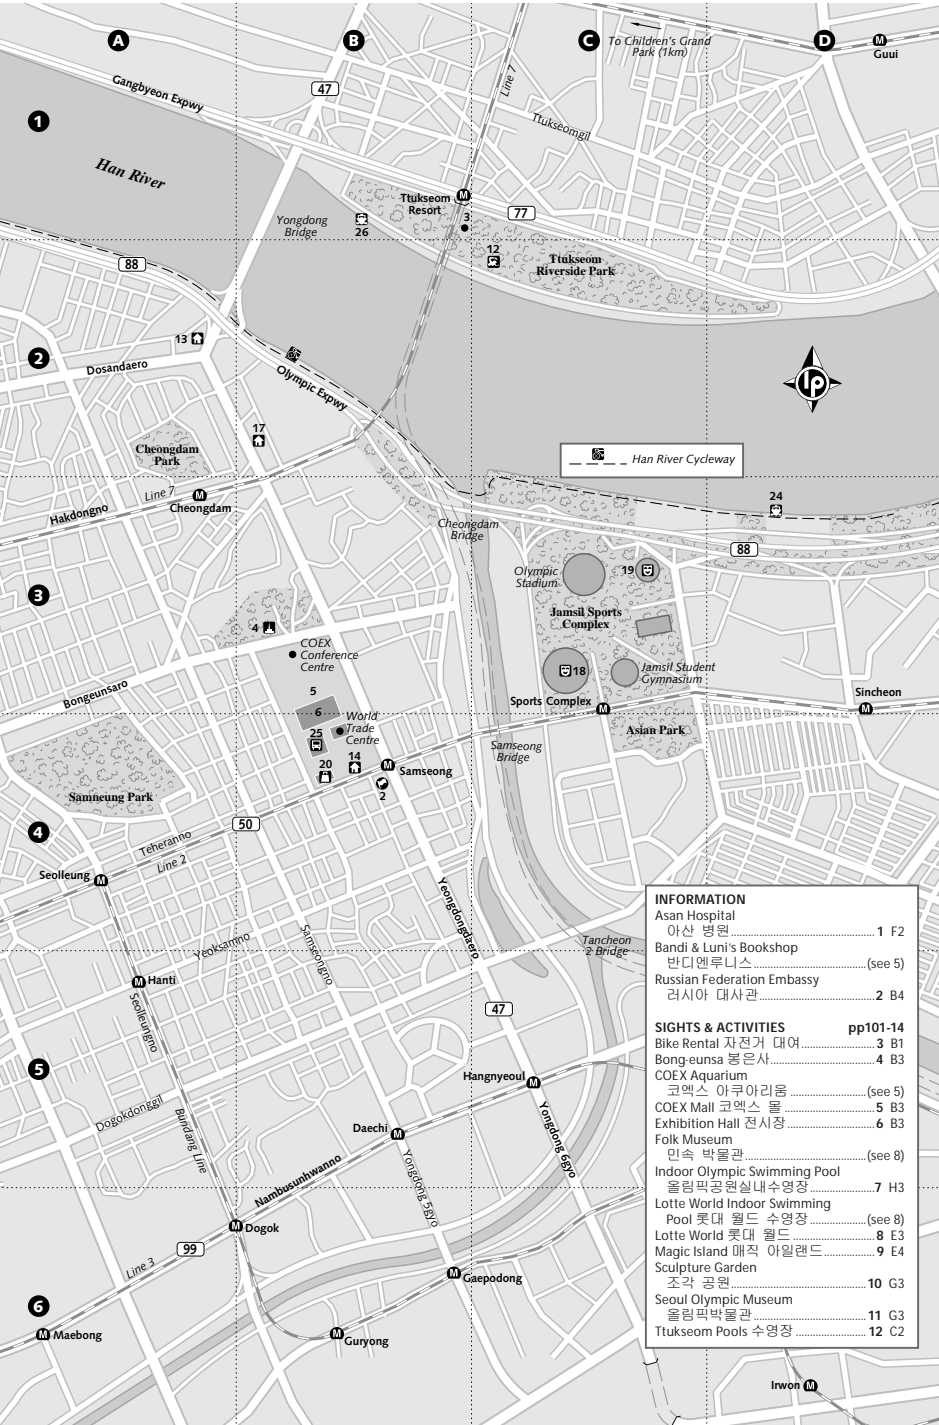 A
B
C
D
To Children's Grand
Park (1km)
M
Guui
47
Line 7
Gangbyeon Expwy
1
Ttukseomgil
Han River
Ttukseom
Resort
M
77
Yongdong
Bridge
26
3
12
Ttukseom
Riverside Park
88
13
2
Dosandaero
Olympic Expwy
lp
17
Cheongdam
Park
Han River Cycleway
Line 7
M
Cheongdam
24
Hakdongno
Cheongdam
Bridge
88
Olympic
Stadium
19
3
Jamsil Sports
Complex
4
COEX
Conference
Centre
18
Jamsil Student
Gymnasium
Bongeunsaro
5
Sincheon
M
Sports Complex
M
6
World
Trade
Centre
25
Asian Park
Samseong
Bridge
14
20
M
Samseong
2
Samneung Park
4
50
Teheranno
Line 2
Seolleung
M
Yeongdongdaero
Yeoksamno
Samseongno
Tancheon
2 Bridge
M
Hanti
Seolleungno
47
5
Hangnyeoul
M
Dogokdonggil
Bundang Line
Daechi
M
Yongdong 6gyo
Nambusunhwanno
Yongdong 5gyo
M
Dogok
99
Line 3
M
Gaepodong
6
M
Maebong
M
Guryong
Irwon
M
INFORMATION
Asan Hospital
아산 병원 1 F2
Bandi & Luni's Bookshop
반디엔루니스 (see 5)
Russian Federation Embassy
러시아 대사관 2 B4
SIGHTS & ACTIVITIES pp101-14
Bike Rental 자전거 대여 3 B1
Bong-eunsa 봉은사 4 B3
COEX Aquarium
코엑스 아쿠아리움 (see 5)
COEX Mall 코엑스 몰 5 B3
Exhibition Hall 전시장 6 B3
Folk Museum
민속 박물관 (see 8)
Indoor Olympic Swimming Pool
올림픽공원실내수영장 7 H3
Lotte World Indoor Swimming
Pool 롯대 월드 수영장 (see 8)
Lotte World 롯대 월드 8 E3
Magic Island 매직 아일랜드 9 E4
Sculpture Garden
조각 공원 10 G3
Seoul Olympic Museum
올림픽박물관 11 G3
Ttukseom Pools 수영장 12 C2